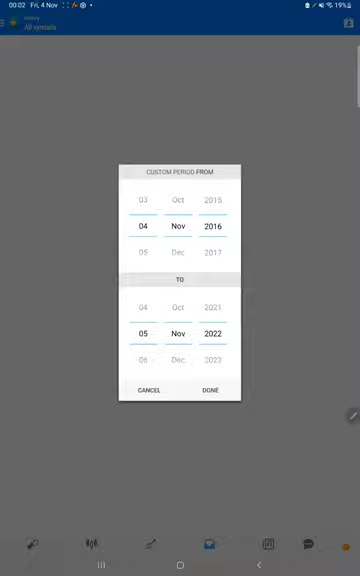 00:02 Fri, 4 Nov 19%
History
All symbols
CUSTOM PERIOD FROM
03 Oct 2015
04 Nov 2016
05 Dec 2017
TO
04 Oct 2021
05 Nov 2022
06 Dec 2023
CANCEL DONE